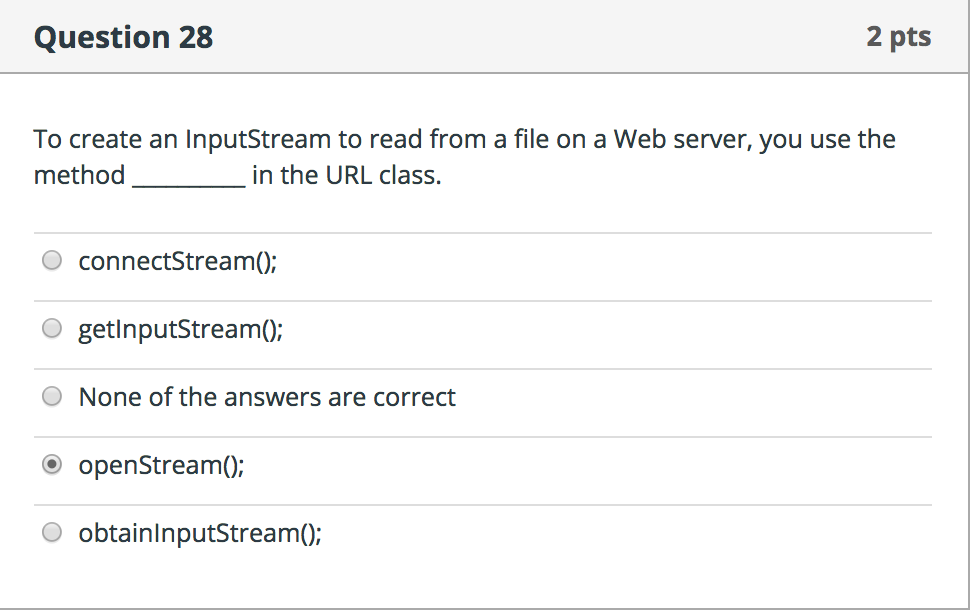 Question 28
2 pts
To create an InputStream to read from a file on a Web server, you use the
method __________ in the URL class.
connectStream();
getInputStream();
None of the answers are correct
openStream();
obtainInputStream();